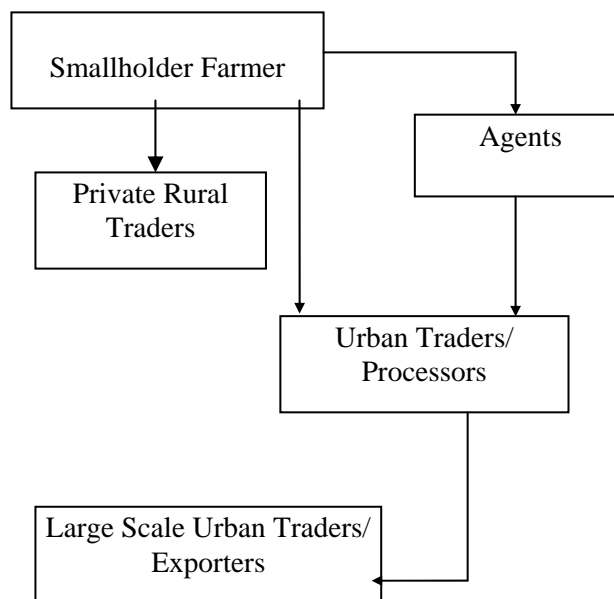 Smallholder Farmer
Agents
Private Rural
Traders
Urban Traders/
Processors
Large Scale Urban Traders/
Exporters